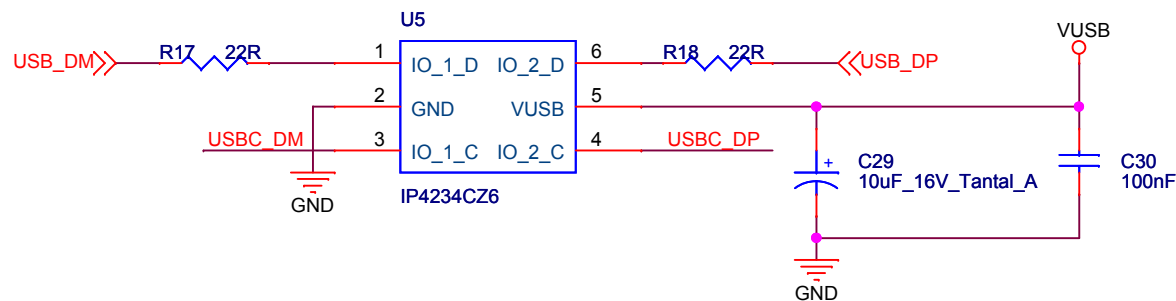 U5
VUSB
R17 22R
1
6
R18 22R
USB_DM
IO_1_D
IO_2_D
USB_DP
2
5
GND
VUSB
USBC_DM
3
4
USBC_DP
IO_1_C
IO_2_C
C29
C30
+
10uF_16V_Tantal_A
100nF
IP4234CZ6
GND
GND